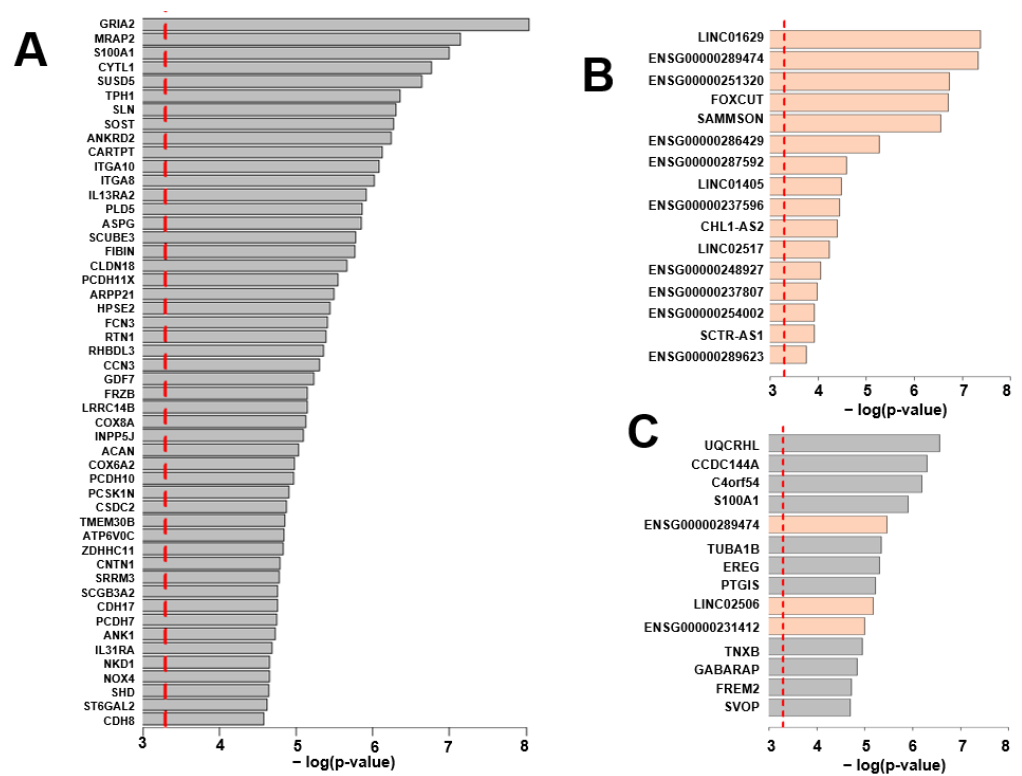 A
GRIA2
MRAP2
S100A1
CYTL1
SUSD5
TPH1
SLN
SOST
ANKRD2
CARTPT
ITGA10
ITGA8
IL13RA2
PLD5
ASPG
SCUBE3
FIBIN
CLDN18
PCDH11X
ARPP21
HPSE2
FCN3
RTN1
RHBDL3
CCN3
GDF7
FRZB
LRRC14B
COX8A
INPP5J
ACAN
COX6A2
PCDH10
PCSK1N
CSDC2
TMEM30B
ATP6V0C
ZDHHC11
CNTN1
SRRM3
SCGB3A2
CDH17
PCDH7
ANK1
IL31RA
NKD1
NOX4
SHD
ST6GAL2
CDH8
3 4 5 6 7 8
– log(p-value)
B
LINC01629
ENSG00000289474
ENSG00000251320
FOXCUT
SAMMSON
ENSG00000286429
ENSG00000287592
LINC01405
ENSG00000237596
CHL1-AS2
LINC02517
ENSG00000248927
ENSG00000237807
ENSG00000254002
SCTR-AS1
ENSG00000289623
3 4 5 6 7 8
– log(p-value)
C
UQCRHL
CCDC144A
C4orf54
S100A1
ENSG00000289474
TUBA1B
EREG
PTGIS
LINC02506
ENSG00000231412
TNXB
GABARAP
FREM2
SVOP
3 4 5 6 7 8
– log(p-value)